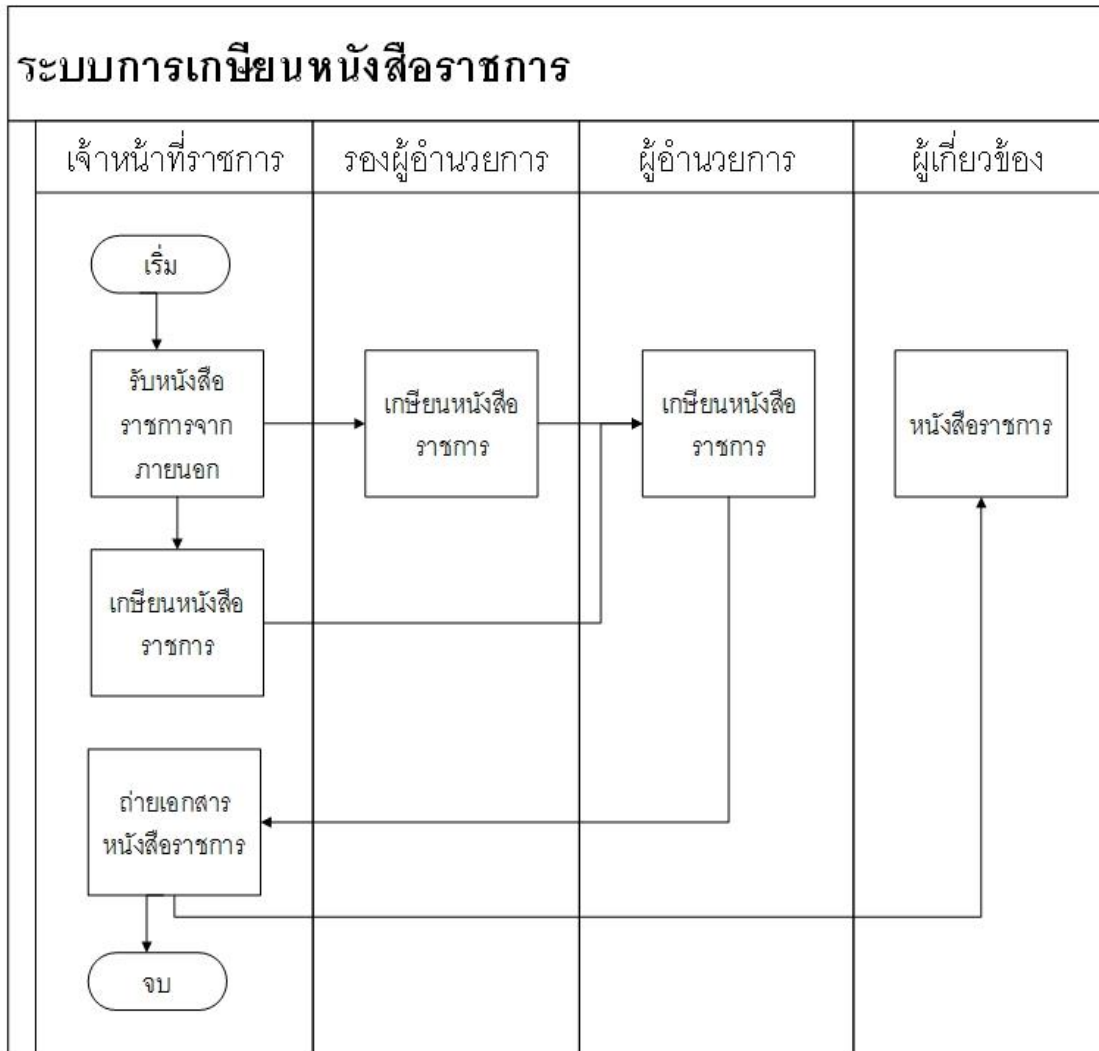 ระบบการเกษียนหนังสือราชการ
เจ้าหน้าที่ราชการ
รองผู้อำนวยการ
ผู้อำนวยการ
ผู้เกี่ยวข้อง
เริ่ม
รับหนังสือ
ราชการจาก
ภายนอก
เกษียนหนังสือ
ราชการ
เกษียนหนังสือ
ราชการ
หนังสือราชการ
เกษียนหนังสือ
ราชการ
ถ่ายเอกสาร
หนังสือราชการ
จบ